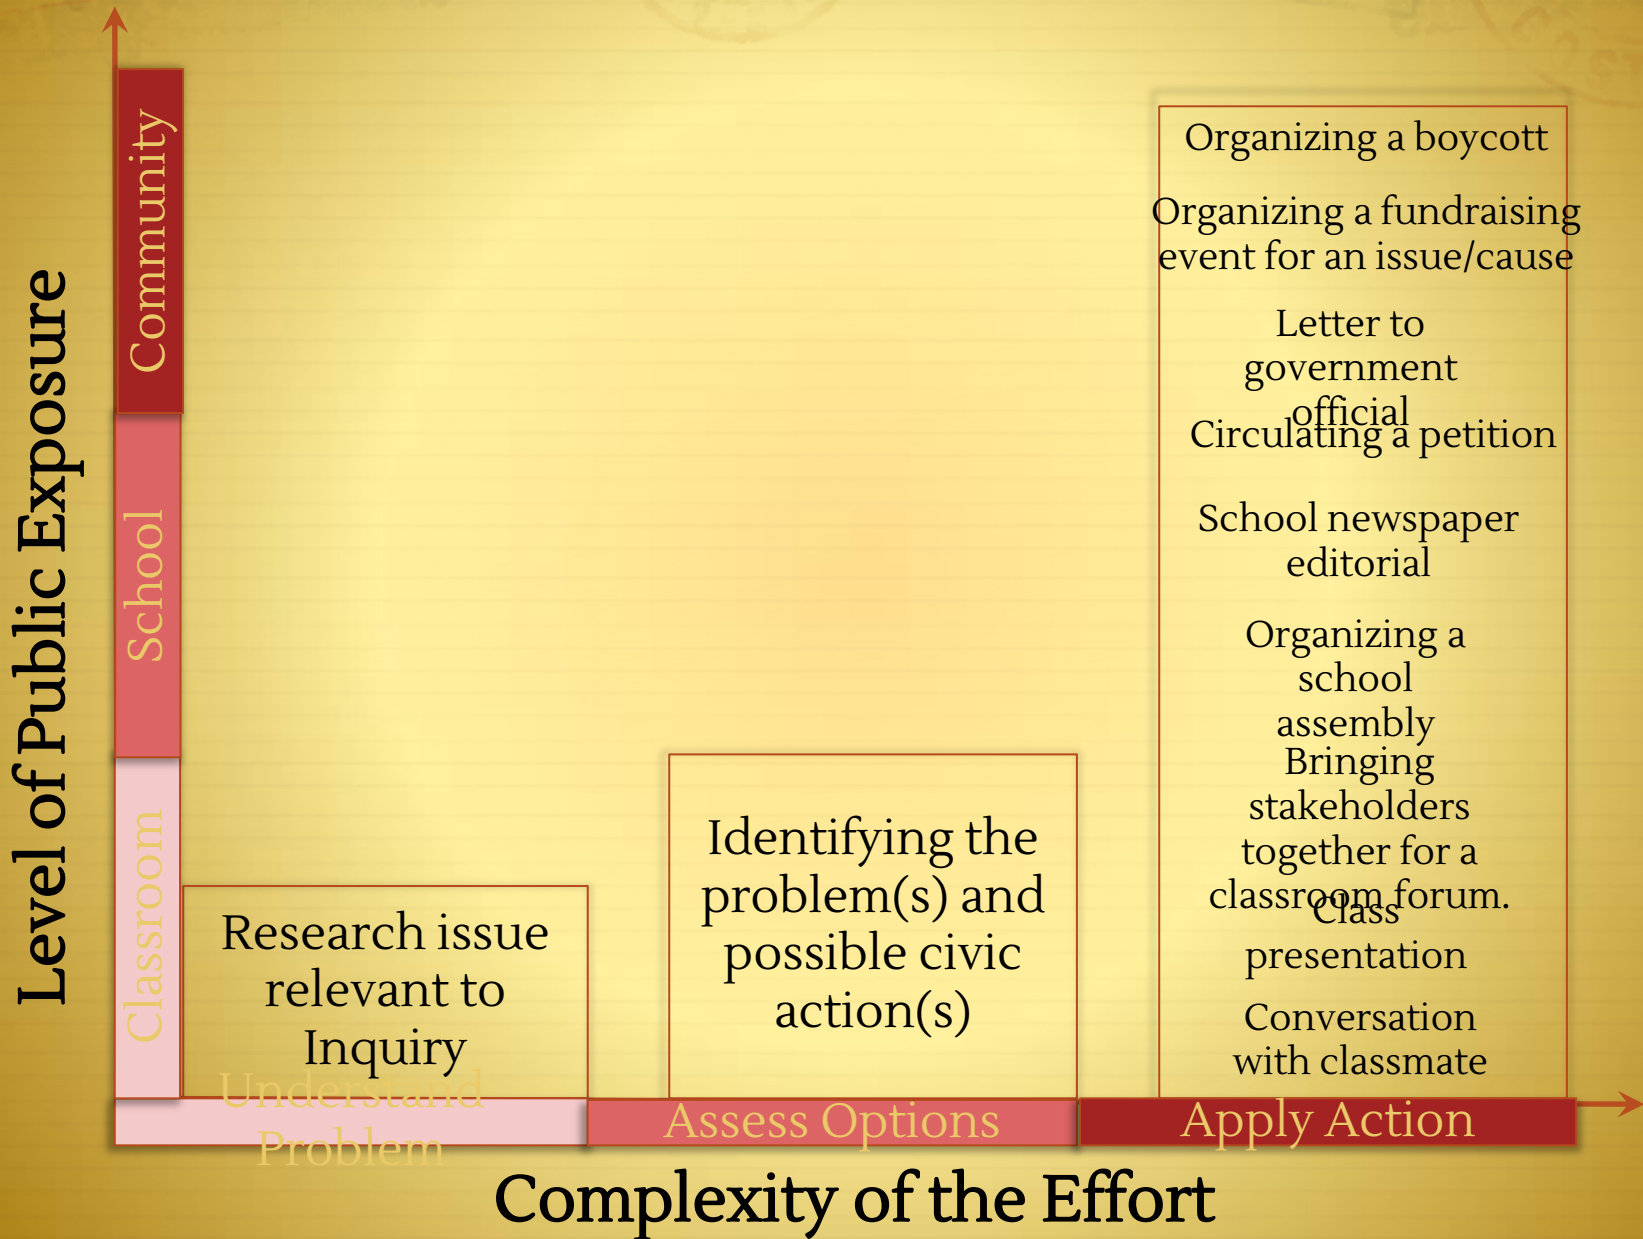 Level of Public Exposure
Community
School
Classroom
Research issue
relevant to
Inquiry
Identifying the
problem(s) and
possible civic
action(s)
Organizing a boycott
Organizing a fundraising
event for an issue/cause
Letter to
government
official
Circulating a petition
School newspaper
editorial
Organizing a
school
assembly
Bringing
stakeholders
together for a
classroom forum.
Class
presentation
Conversation
with classmate
Understand
Problem
Assess Options
Apply Action
Complexity of the Effort